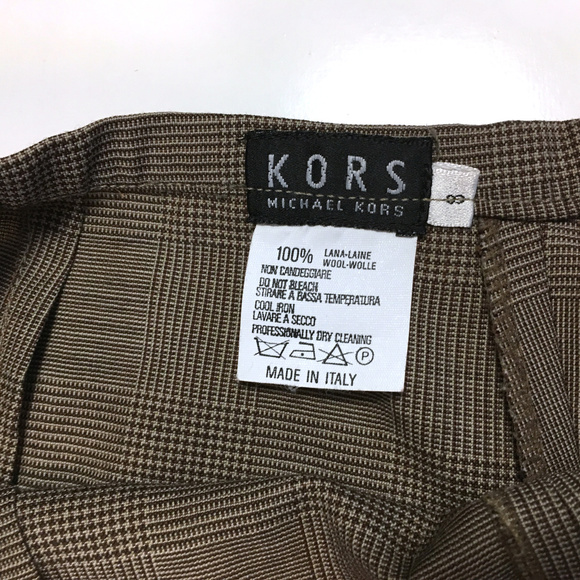 KORS
MICHAEL KORS
8
100% LANA-LAINE
WOOL-WOLLE
NON CANDEGGIARE
DO NOT BLEACH
STIRARE A BASSA TEMPERATURA
COOL IRON
LAVARE A SECCO
PROFESSIONALLY DRY CLEANING
P
MADE IN ITALY